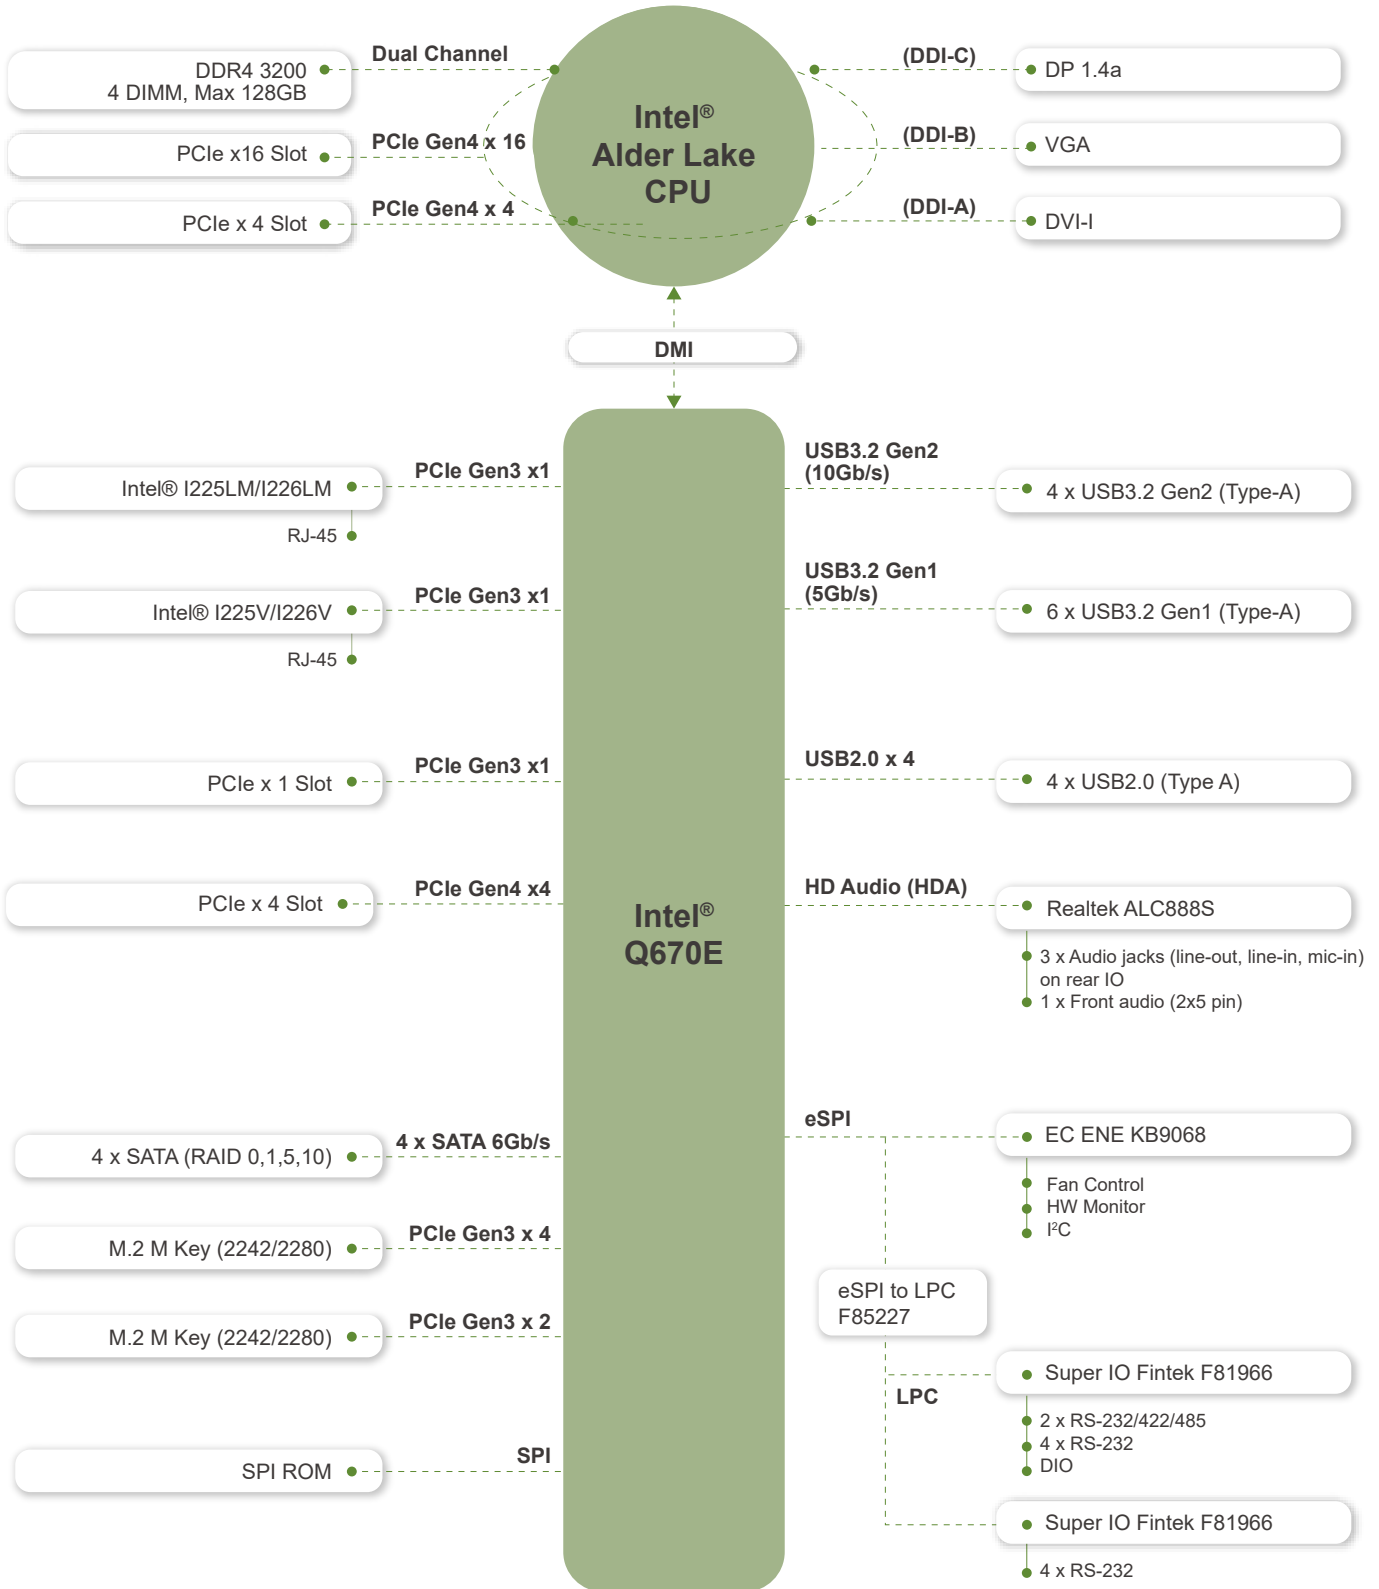 Dual Channel
DDR4 3200
4 DIMM, Max 128GB
PCIe Gen4 x 16
PCIe x16 Slot
PCIe Gen4 x 4
PCIe x 4 Slot
Intel®
Alder Lake
CPU
(DDI-C)
DP 1.4a
(DDI-B)
VGA
(DDI-A)
DVI-I
DMI
PCIe Gen3 x1
Intel® I225LM/I226LM
RJ-45
PCIe Gen3 x1
Intel® I225V/I226V
RJ-45
PCIe Gen3 x1
PCIe x 1 Slot
PCIe Gen4 x4
PCIe x 4 Slot
4 x SATA 6Gb/s
4 x SATA (RAID 0,1,5,10)
PCIe Gen3 x 4
M.2 M Key (2242/2280)
PCIe Gen3 x 2
M.2 M Key (2242/2280)
SPI
SPI ROM
Intel®
Q670E
USB3.2 Gen2
(10Gb/s)
4 x USB3.2 Gen2 (Type-A)
USB3.2 Gen1
(5Gb/s)
6 x USB3.2 Gen1 (Type-A)
USB2.0 x 4
4 x USB2.0 (Type A)
HD Audio (HDA)
Realtek ALC888S
3 x Audio jacks (line-out, line-in, mic-in)
on rear IO
1 x Front audio (2x5 pin)
eSPI
EC ENE KB9068
Fan Control
HW Monitor
I²C
eSPI to LPC
F85227
LPC
Super IO Fintek F81966
2 x RS-232/422/485
4 x RS-232
DIO
Super IO Fintek F81966
4 x RS-232